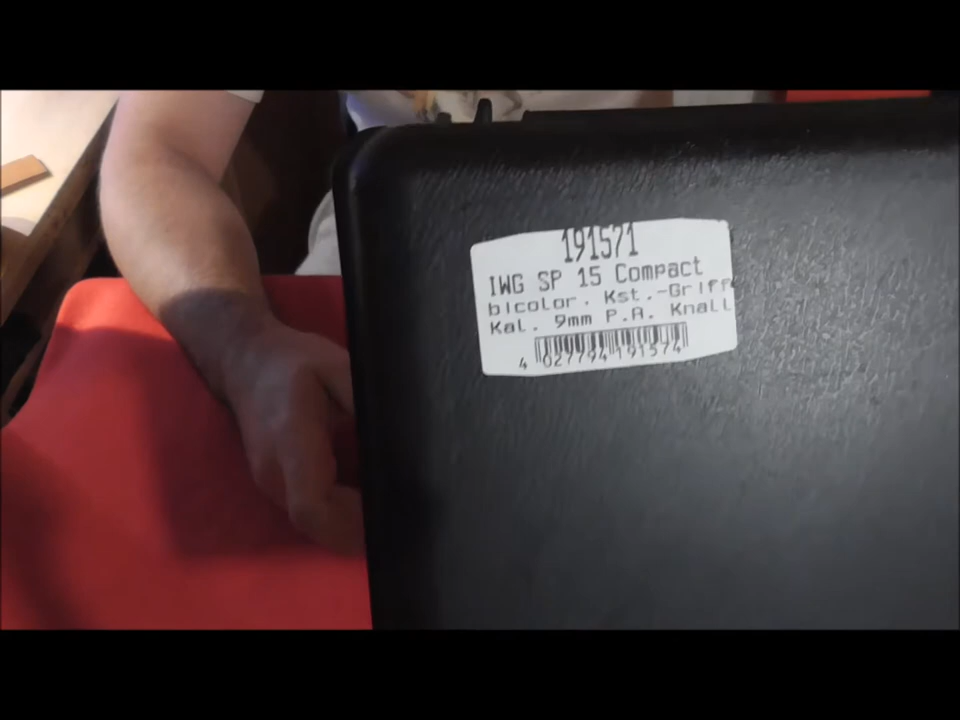 191571
IWG SP 15 Compact
bicolor. Kst.-Griff
Kal. 9mm P.A. Knall
4 027794 191574